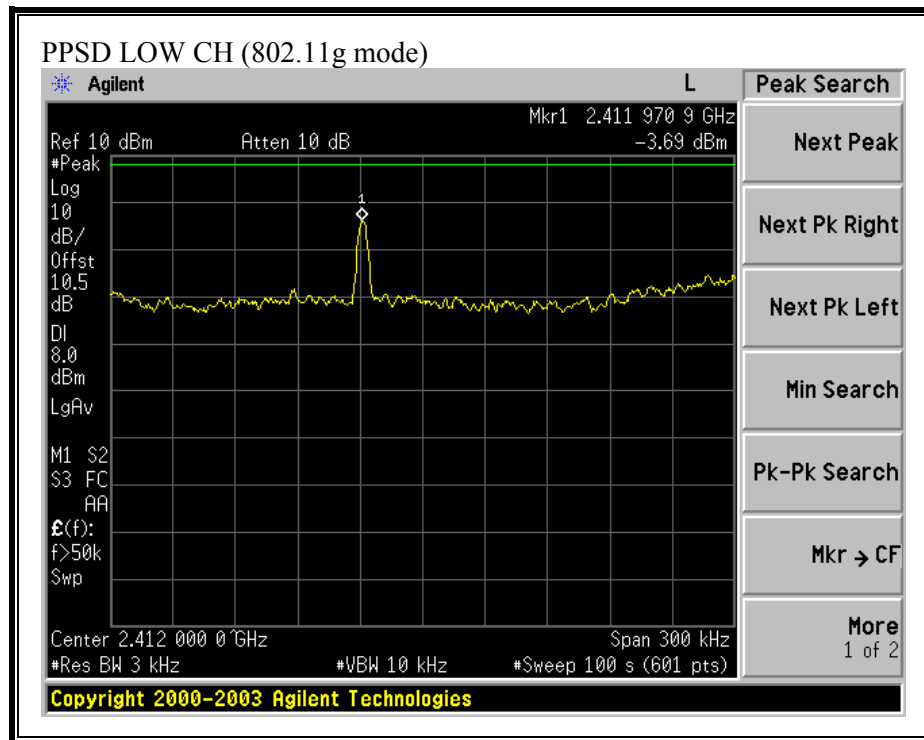 PPSD LOW CH (802.11g mode)
Agilent L Peak Search
Mkr1 2.411 970 9 GHz
Ref 10 dBm Atten 10 dB -3.69 dBm
Next Peak
#Peak
Log
10
dB/
Offst
10.5
dB
DI
8.0
dBm
LgAv
M1 S2
S3 FC
AA
£(f):
f>50k
Swp
1
Next Pk Right
Next Pk Left
Min Search
Pk-Pk Search
Mkr → CF
More
1 of 2
Center 2.412 000 0 GHz Span 300 kHz
#Res BW 3 kHz #VBW 10 kHz #Sweep 100 s (601 pts)
Copyright 2000-2003 Agilent Technologies